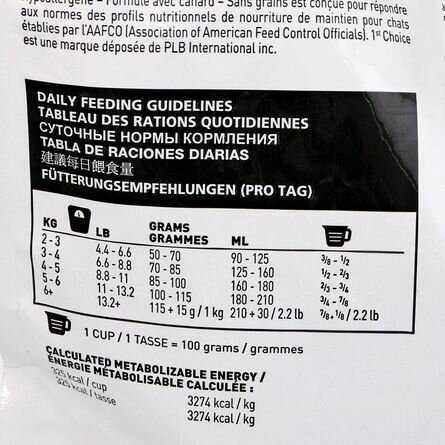 Hypoallergène – Formule avec canard – Sans grains est conçue pour répondre
aux normes des profils nutritionnels de nourriture de maintien pour chats
établies par l'AAFCO (Association of American Feed Control Officials). 1st Choice
est une marque déposée de PLB International inc.
DAILY FEEDING GUIDELINES
TABLEAU DES RATIONS QUOTIDIENNES
СУТОЧНЫЕ НОРМЫ КОРМЛЕНИЯ
TABLA DE RACIONES DIARIAS
建議每日餵食量
FÜTTERUNGSEMPFEHLUNGEN (PRO TAG)
KG LB GRAMS GRAMMES ML
2 - 3 4.4 - 6.6 50 - 70 90 - 125 3/8 - 1/2
3 - 4 6.6 - 8.8 70 - 85 125 - 160 1/2 - 2/3
4 - 5 8.8 - 11 85 - 100 160 - 180 2/3 - 3/4
5 - 6 11 - 13.2 100 - 115 180 - 210 3/4 - 7/8
6+ 13.2+ 115 + 15 g / 1 kg 210 + 30 / 2.2 lb 7/8 + 1/8 / 2.2 lb
1 CUP / 1 TASSE = 100 grams / grammes
CALCULATED METABOLIZABLE ENERGY /
ÉNERGIE MÉTABOLISABLE CALCULÉE :
325 kcal / cup 3274 kcal / kg
325 kcal / tasse 3274 kcal / kg